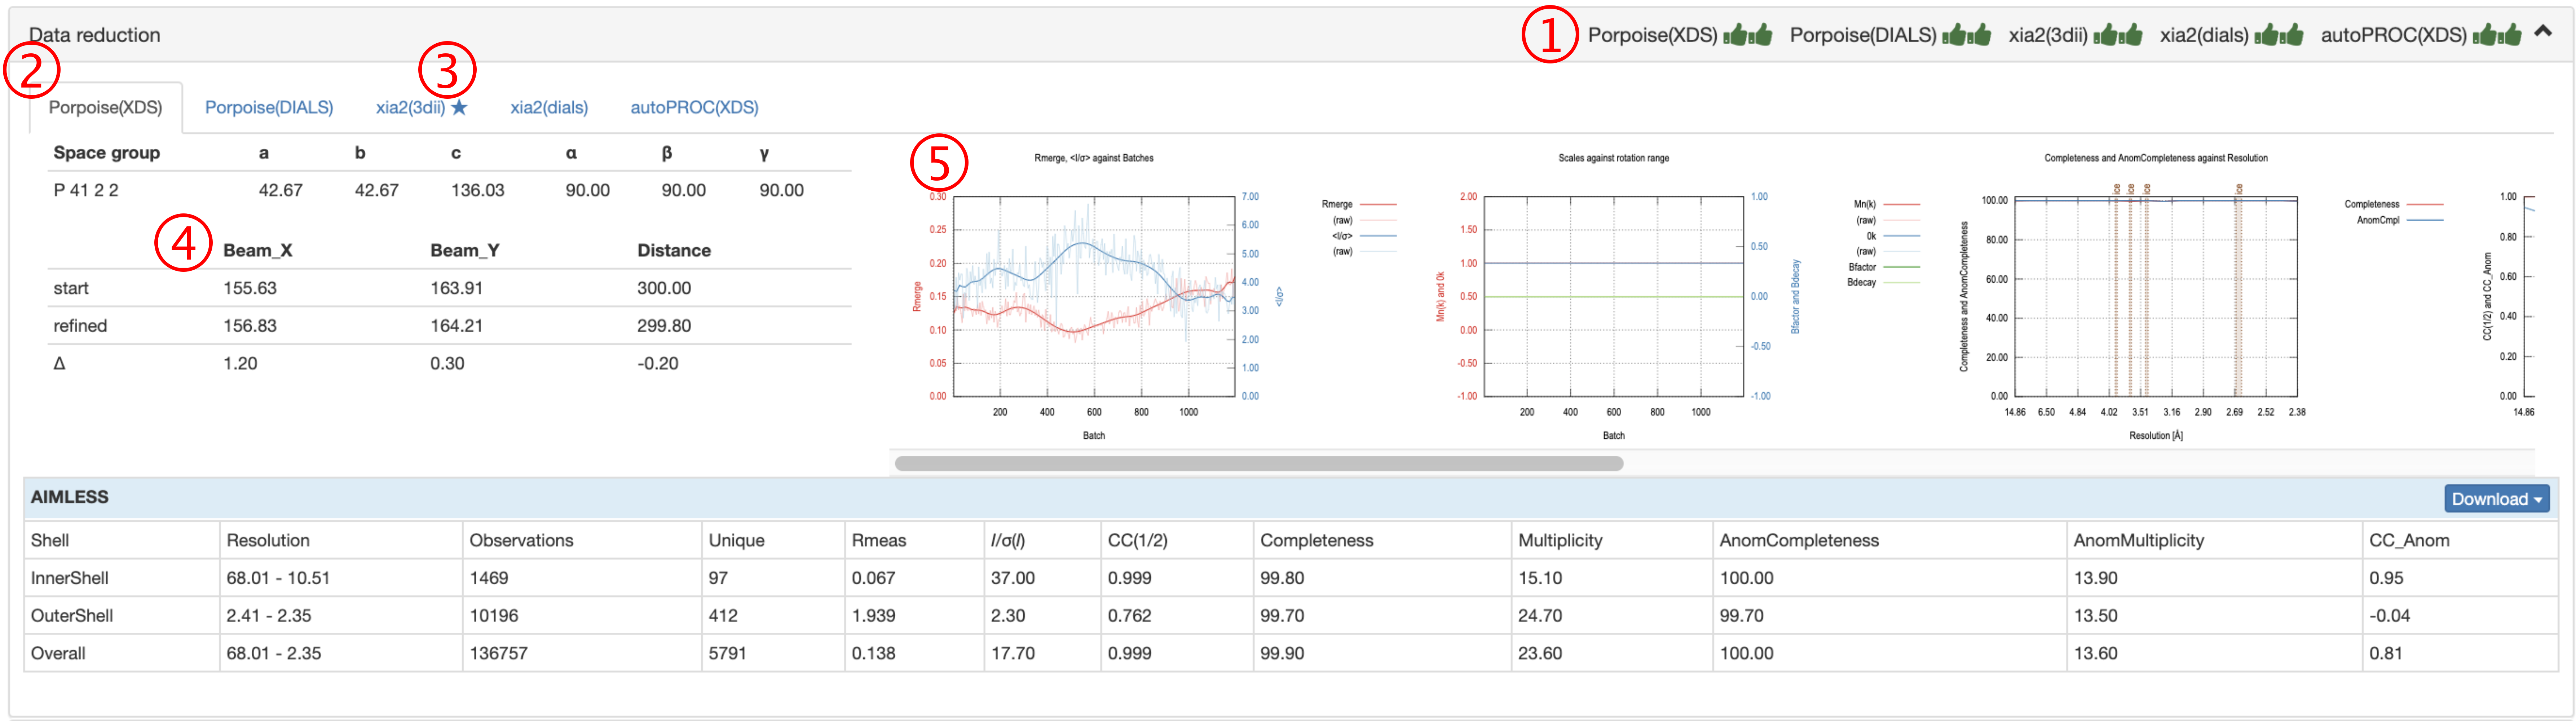 Data reduction 1 Porpoise(XDS) Porpoise(DIALS) xia2(3dii) xia2(dials) autoPROC(XDS)
2 3
Porpoise(XDS) Porpoise(DIALS) xia2(3dii) ★ xia2(dials) autoPROC(XDS)
Space group a b c α β γ
P 41 2 2 42.67 42.67 136.03 90.00 90.00 90.00
4
Beam_X Beam_Y Distance
start 155.63 163.91 300.00
refined 156.83 164.21 299.80
Δ 1.20 0.30 -0.20
5
Rmerge, <I/σ> against Batches
0.30
0.25
0.20
0.15
0.10
0.05
0.00
Rmerge
7.00
6.00
5.00
4.00
3.00
2.00
1.00
0.00
<I/σ>
200 400 600 800 1000
Batch
Rmerge
(raw)
<I/σ>
(raw)
Scales against rotation range
2.00
1.50
1.00
0.50
0.00
-0.50
-1.00
Mn(k) and 0k
1.00
0.50
0.00
-0.50
-1.00
Bfactor and Bdecay
200 400 600 800 1000
Batch
Mn(k)
(raw)
0k
(raw)
Bfactor
Bdecay
Completeness and AnomCompleteness against Resolution
ice ice ice ice
100.00
80.00
60.00
40.00
20.00
0.00
Completeness and AnomCompleteness
14.86 6.50 4.84 4.02 3.51 3.16 2.90 2.69 2.52 2.38
Resolution [Å]
Completeness
AnomCmpl
1.00
0.80
0.60
0.40
0.20
0.00
CC(1/2) and CC_Anom
14.86
AIMLESS Download
Shell Resolution Observations Unique Rmeas I/σ(I) CC(1/2) Completeness Multiplicity AnomCompleteness AnomMultiplicity CC_Anom
InnerShell 68.01 - 10.51 1469 97 0.067 37.00 0.999 99.80 15.10 100.00 13.90 0.95
OuterShell 2.41 - 2.35 10196 412 1.939 2.30 0.762 99.70 24.70 99.70 13.50 -0.04
Overall 68.01 - 2.35 136757 5791 0.138 17.70 0.999 99.90 23.60 100.00 13.60 0.81